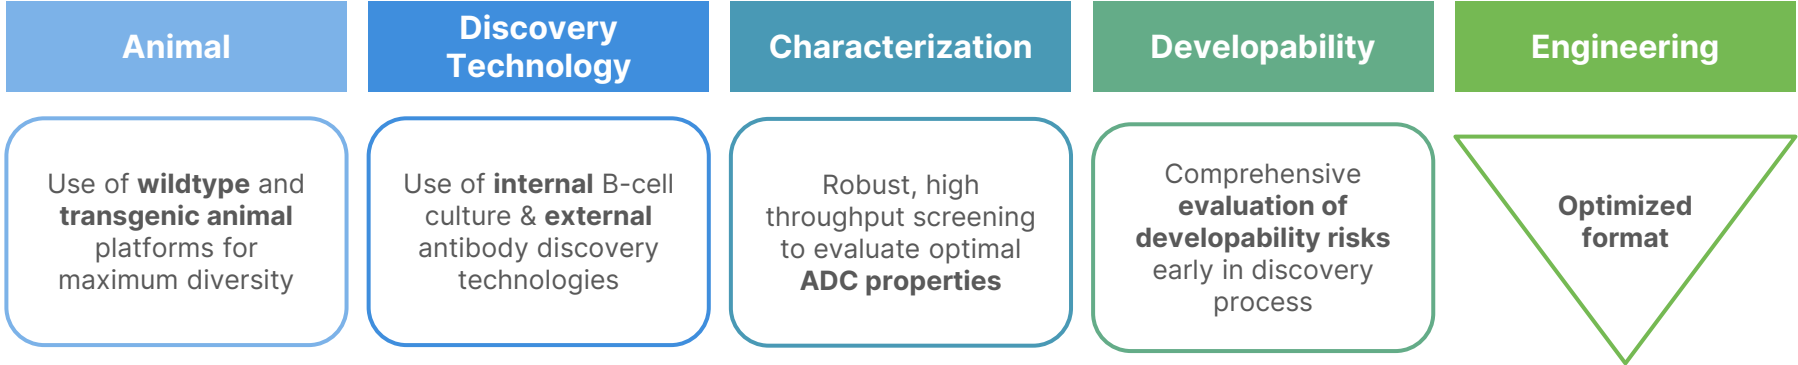 Animal
Use of wildtype and
transgenic animal
platforms for
maximum diversity
Discovery
Technology
Use of internal B-cell
culture & external
antibody discovery
technologies
Characterization
Robust, high
throughput screening
to evaluate optimal
ADC properties
Developability
Comprehensive
evaluation of
developability risks
early in discovery
process
Engineering
Optimized
format